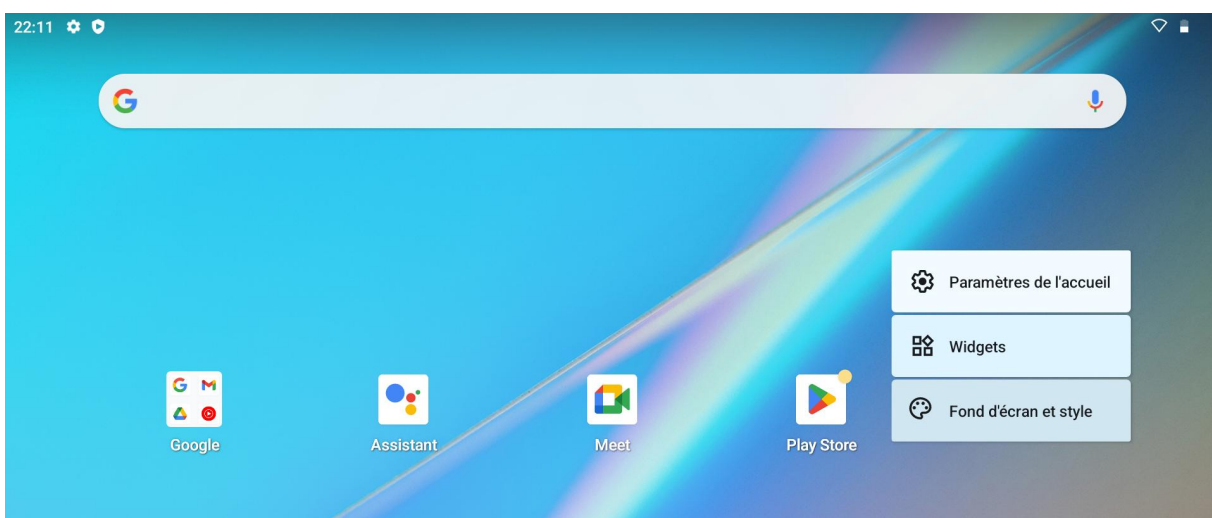 22:11
Paramètres de l'accueil
Widgets
Fond d'écran et style
Google
Assistant
Meet
Play Store